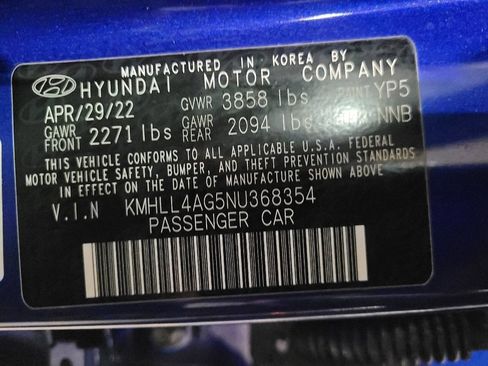 MANUFACTURED IN KOREA BY
HYUNDAI MOTOR COMPANY
APR/29/22 GVWR 3858 lbs PAINT YP5
GAWR FRONT 2271 lbs GAWR REAR 2094 lbs NNB
THIS VEHICLE CONFORMS TO ALL APPLICABLE U.S.A. FEDERAL
MOTOR VEHICLE SAFETY, BUMPER, AND THEFT PREVENTION STANDARDS
IN EFFECT ON THE DATE OF MANUFACTURE SHOWN ABOVE
V.I.N KMHLL4AG5NU368354
PASSENGER CAR